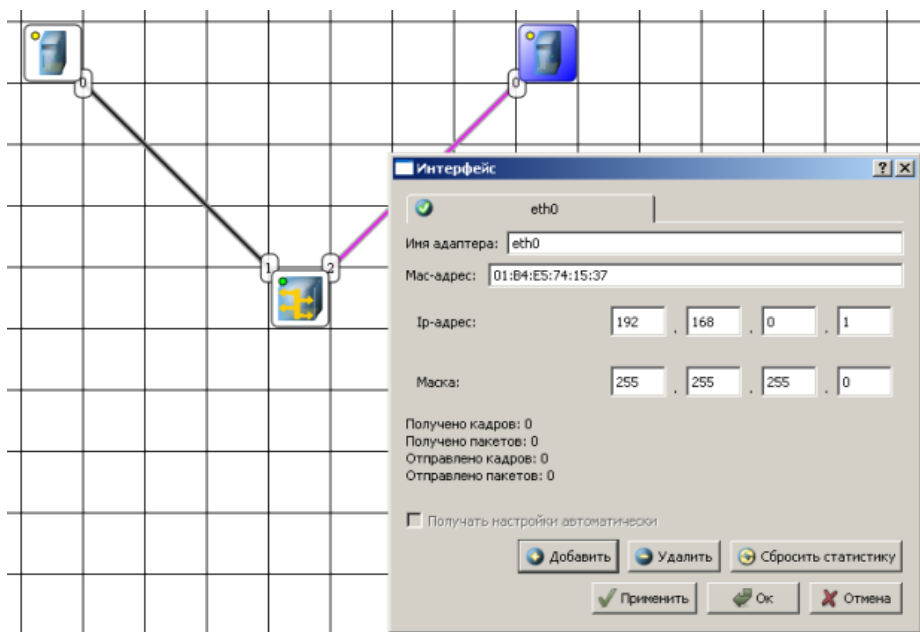 0
0
1
2
Интерфейс
eth0
Имя адаптера: eth0
Mac-адрес: 01:B4:E5:74:15:37
Ip-адрес: 192 . 168 . 0 . 1
Маска: 255 . 255 . 255 . 0
Получено кадров: 0
Получено пакетов: 0
Отправлено кадров: 0
Отправлено пакетов: 0
Получать настройки автоматически
Добавить Удалить Сбросить статистику
Применить Ок Отмена